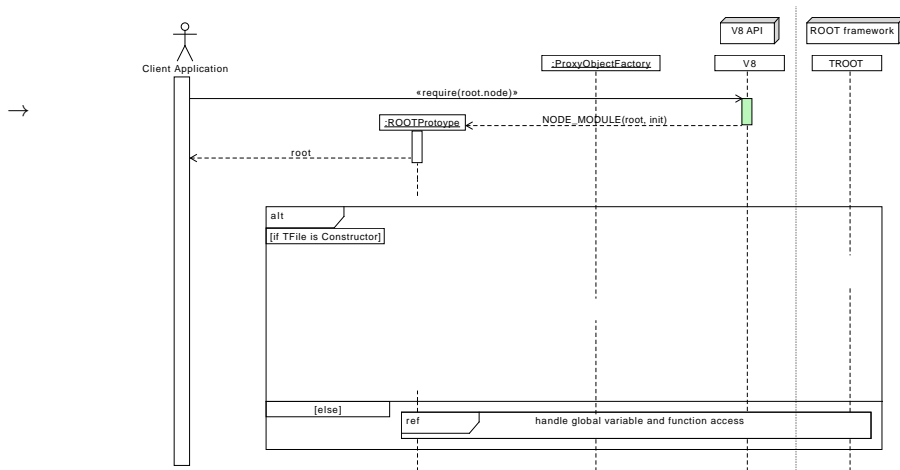 V8 API
ROOT framework
Client Application
:ProxyObjectFactory
V8
TROOT
→
«require(root.node)»
:ROOTProtoype
NODE_MODULE(root, init)
root
alt
[if TFile is Constructor]
[else]
ref
handle global variable and function access